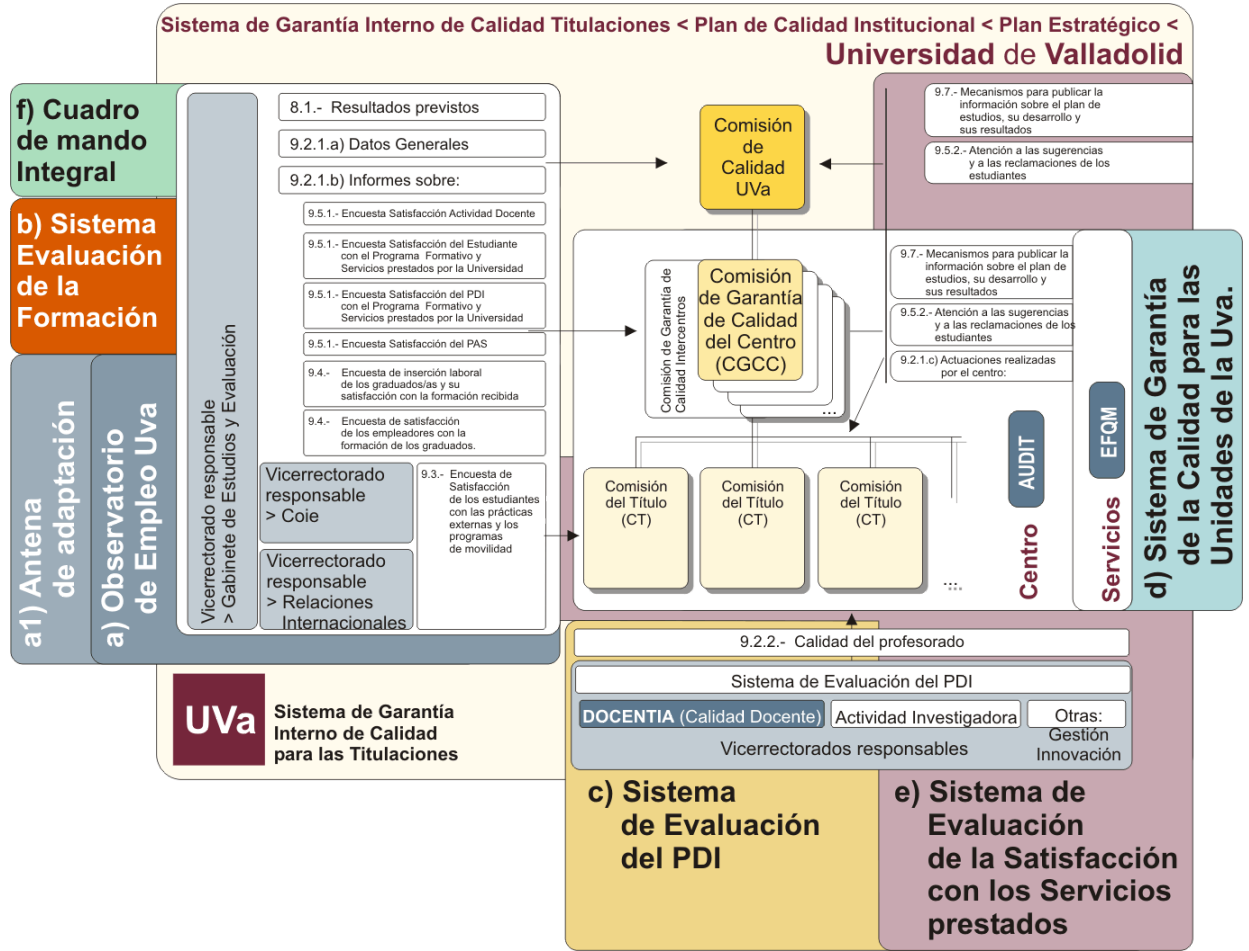 Sistema de Garantía Interno de Calidad Titulaciones < Plan de Calidad Institucional < Plan Estratégico <
Universidad de Valladolid
f) Cuadro
de mando
Integral
b) Sistema
Evaluación
de la
Formación
a1) Antena
de adaptación
a) Observatorio
de Empleo Uva
Vicerrectorado responsable
> Gabinete de Estudios y Evaluación
8.1.- Resultados previstos
9.2.1.a) Datos Generales
9.2.1.b) Informes sobre:
9.5.1.- Encuesta Satisfacción Actividad Docente
9.5.1.- Encuesta Satisfacción del Estudiante
con el Programa Formativo y
Servicios prestados por la Universidad
9.5.1.- Encuesta Satisfacción del PDI
con el Programa Formativo y
Servicios prestados por la Universidad
9.5.1.- Encuesta Satisfacción del PAS
9.4.- Encuesta de inserción laboral
de los graduados/as y su
satisfacción con la formación recibida
9.4.- Encuesta de satisfacción
de los empleadores con la
formación de los graduados.
Vicerrectorado
responsable
> Coie
Vicerrectorado
responsable
> Relaciones
Internacionales
9.3.- Encuesta de
Satisfacción
de los estudiantes
con las prácticas
externas y los
programas
de movilidad
Comisión
de
Calidad
UVa
9.7.- Mecanismos para publicar la
información sobre el plan de
estudios, su desarrollo y
sus resultados
9.5.2.- Atención a las sugerencias
y a las reclamaciones de los
estudiantes
Comisión de Garantía de
Calidad Intercentros
Comisión
de Garantía
de Calidad
del Centro
(CGCC)
...
9.7.- Mecanismos para publicar la
información sobre el plan de
estudios, su desarrollo y
sus resultados
9.5.2.- Atención a las sugerencias
y a las reclamaciones de los
estudiantes
9.2.1.c) Actuaciones realizadas
por el centro:
Comisión
del Título
(CT)
Comisión
del Título
(CT)
Comisión
del Título
(CT)
...
Centro
AUDIT
Servicios
EFQM
d) Sistema de Garantía
de la Calidad para las
Unidades de la Uva.
9.2.2.- Calidad del profesorado
Sistema de Evaluación del PDI
DOCENTIA (Calidad Docente)
Actividad Investigadora
Otras:
Gestión
Innovación
Vicerrectorados responsables
UVa
Sistema de Garantía
Interno de Calidad
para las Titulaciones
c) Sistema
de Evaluación
del PDI
e) Sistema de
Evaluación
de la Satisfacción
con los Servicios
prestados